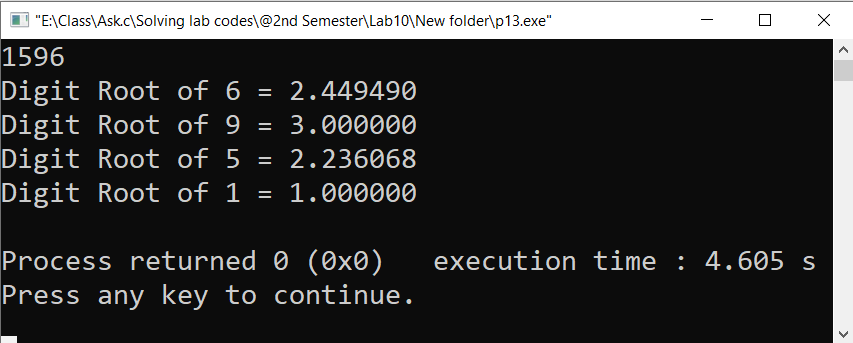 "E:\Class\Ask.c\Solving lab codes\@2nd Semester\Lab10\New folder\p13.exe"
1596
Digit Root of 6 = 2.449490
Digit Root of 9 = 3.000000
Digit Root of 5 = 2.236068
Digit Root of 1 = 1.000000
Process returned 0 (0x0)   execution time : 4.605 s
Press any key to continue.